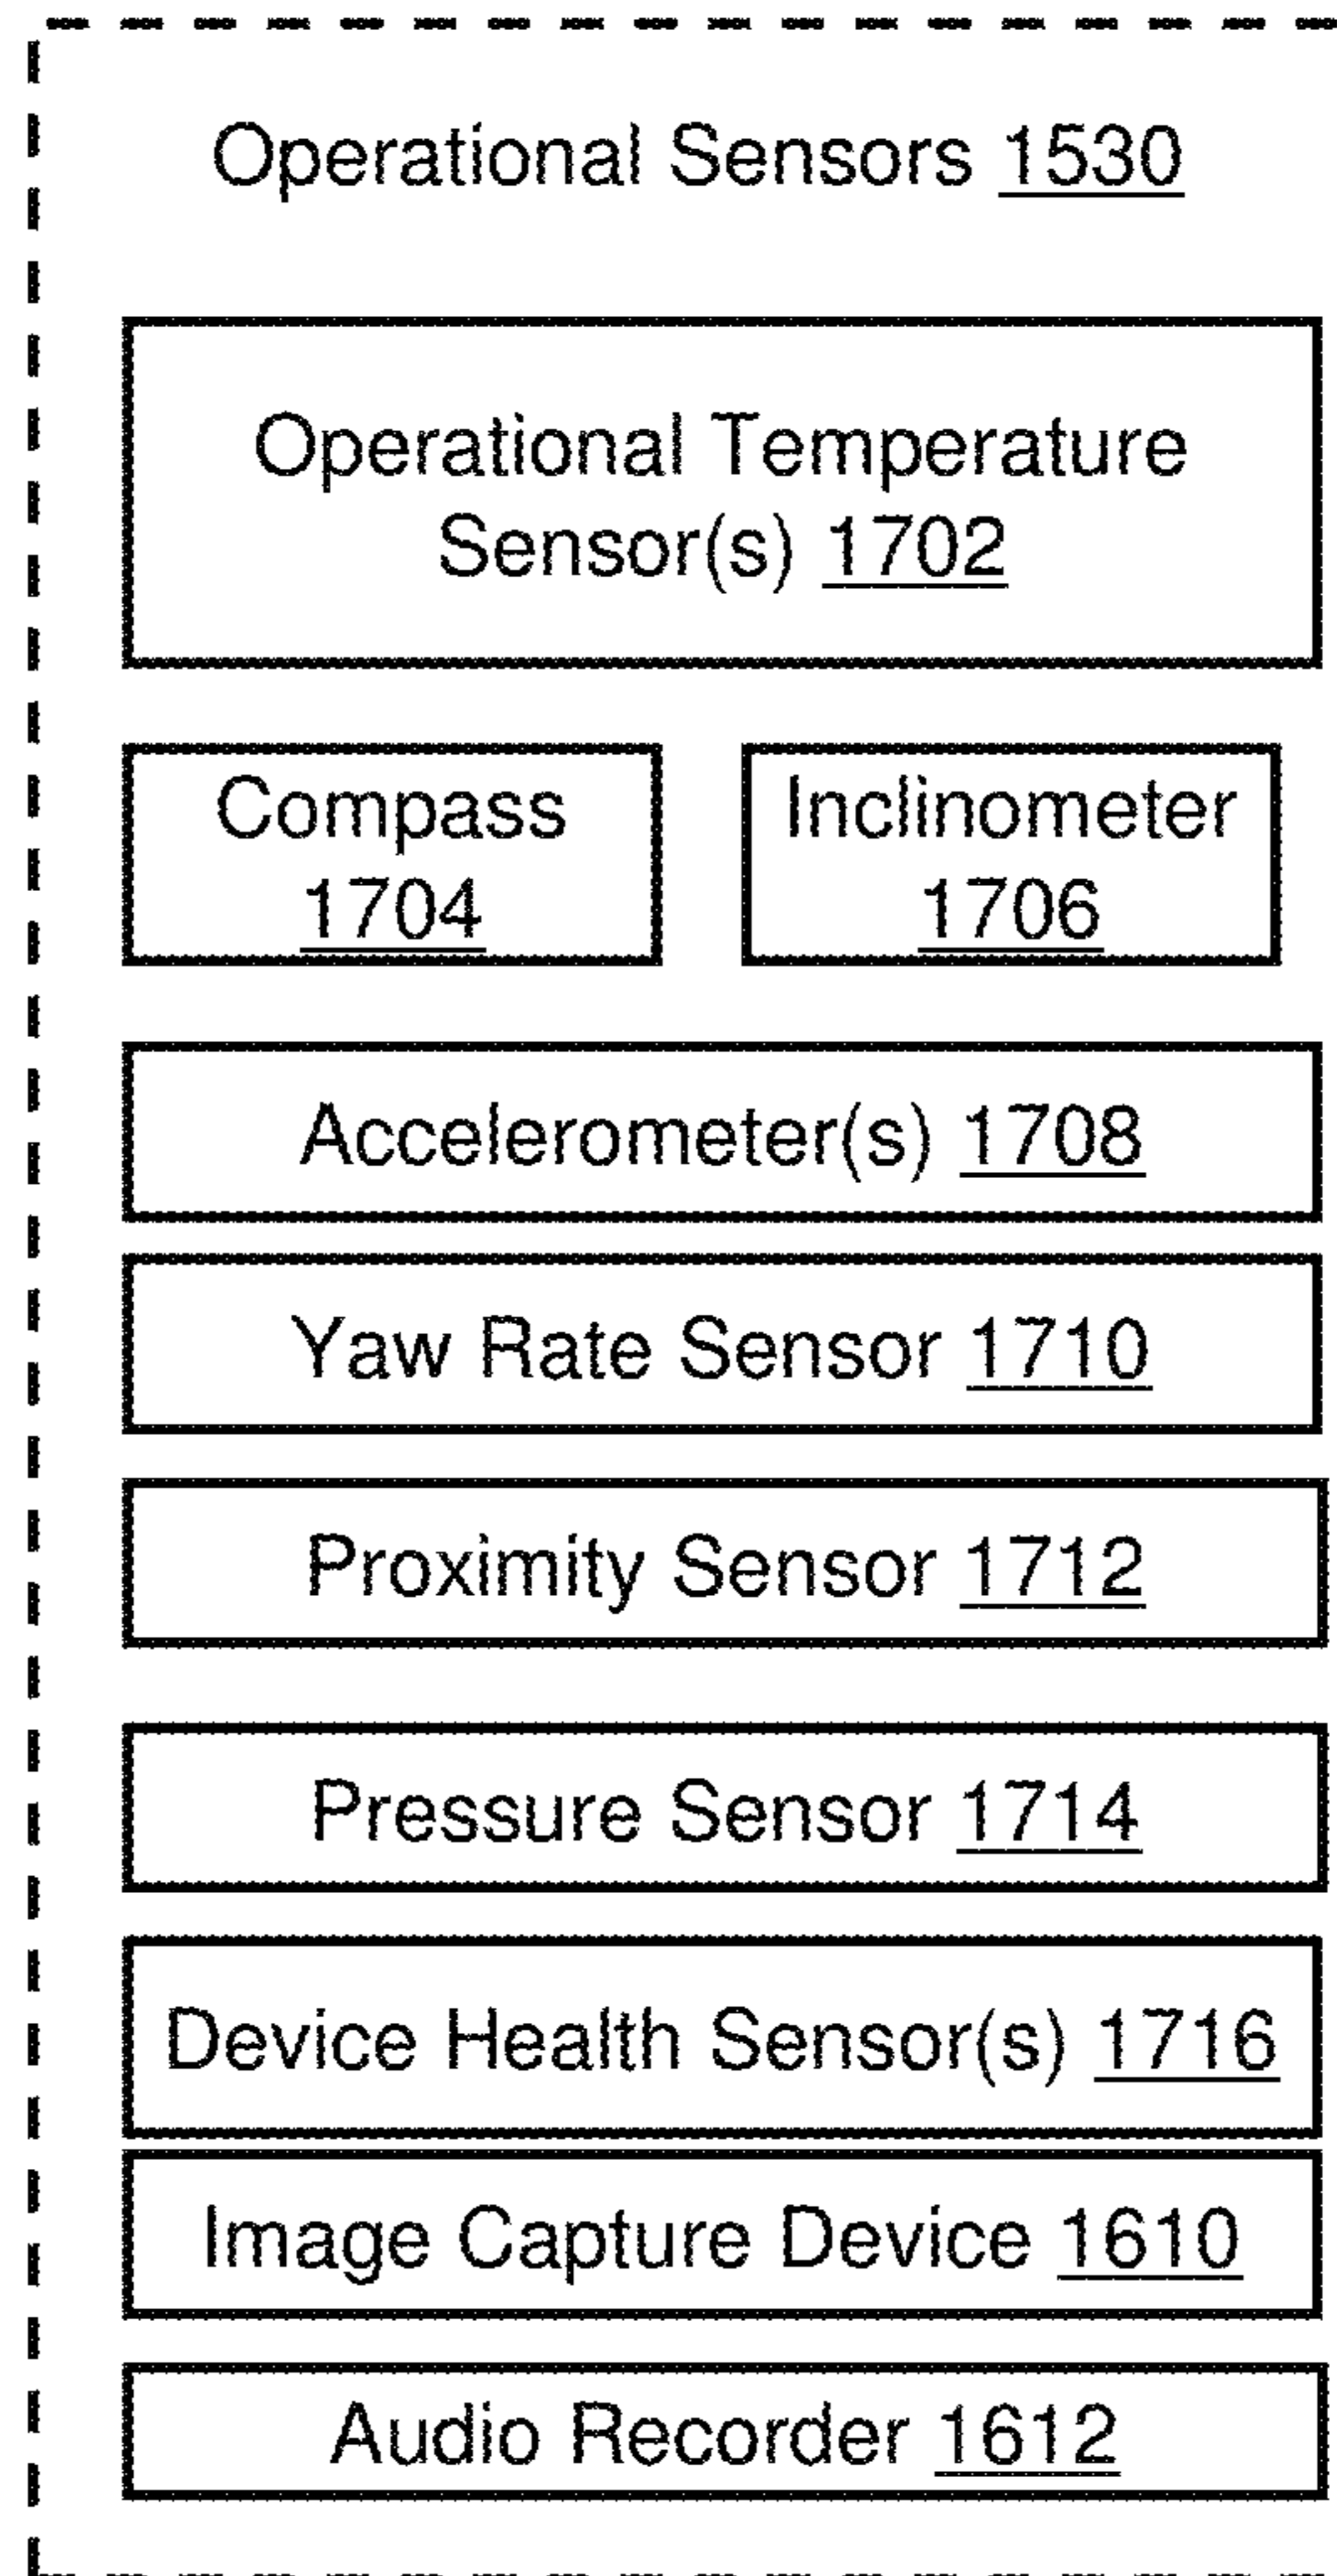 Operational Sensors 1530
Operational Temperature
Sensor(s) 1702
Compass
1704
Inclinometer
1706
Accelerometer(s) 1708
Yaw Rate Sensor 1710
Proximity Sensor 1712
Pressure Sensor 1714
Device Health Sensor(s) 1716
Image Capture Device 1610
Audio Recorder 1612